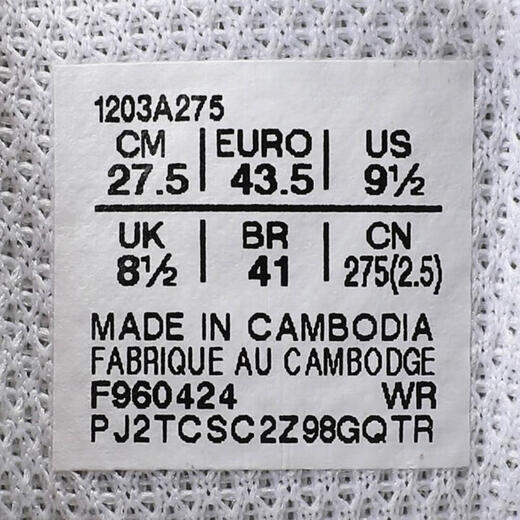 1203A275
CM | EURO | US
27.5 | 43.5 | 9½
UK | BR | CN
8½ | 41 | 275(2.5)
MADE IN CAMBODIA
FABRIQUE AU CAMBODGE
F960424 WR
PJ2TCSC2Z98GQTR